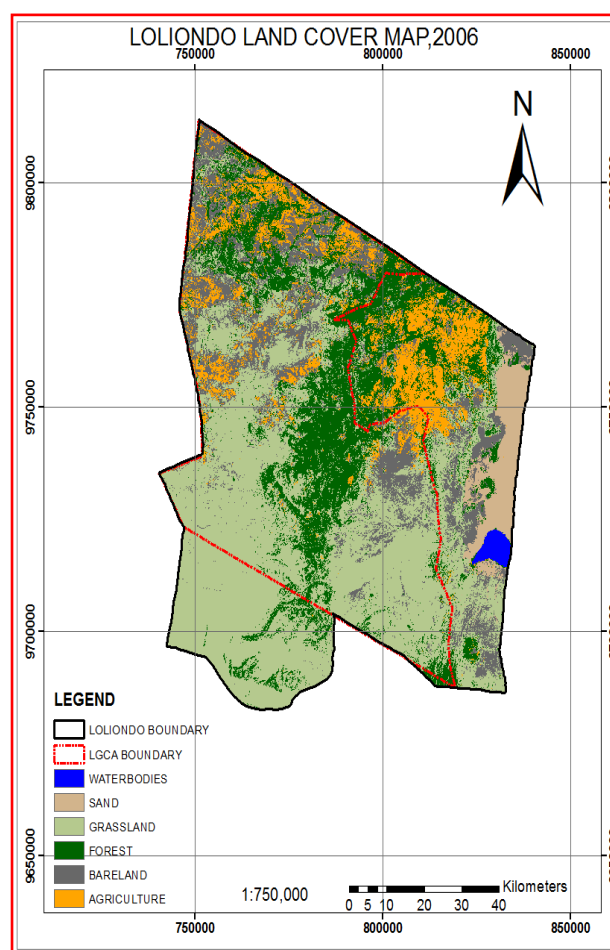 LOLIONDO LAND COVER MAP,2006
750000 800000 850000
N
9800000
9750000
9700000
9650000
LEGEND
LOLIONDO BOUNDARY
LGCA BOUNDARY
WATERBODIES
SAND
GRASSLAND
FOREST
BARELAND
AGRICULTURE
1:750,000
Kilometers
0 5 10 20 30 40
750000 800000 850000